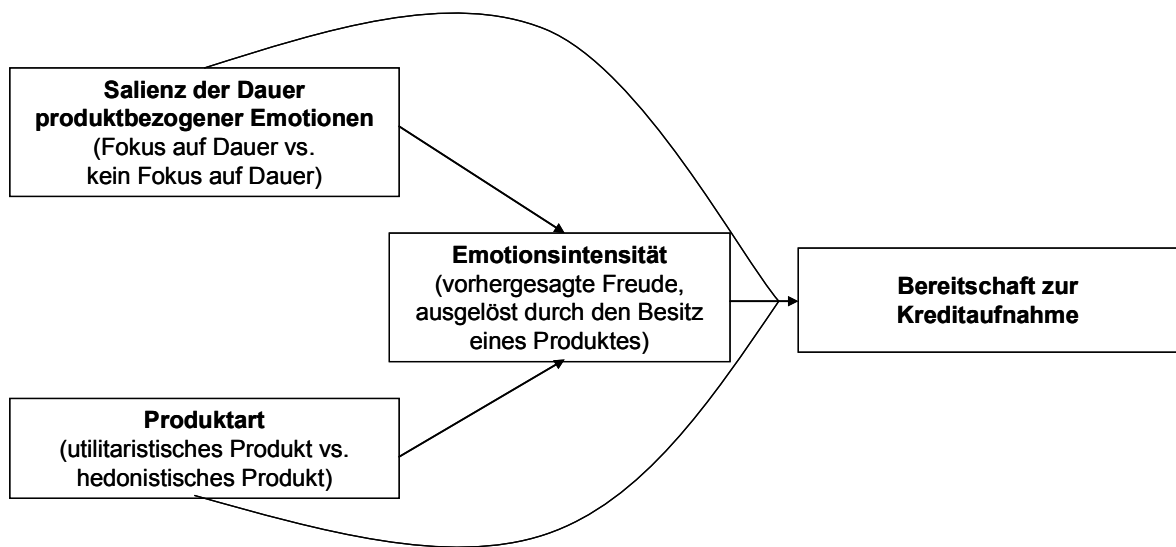 Salienz der Dauer
produktbezogener Emotionen
(Fokus auf Dauer vs.
kein Fokus auf Dauer)
Emotionsintensität
(vorhergesagte Freude,
ausgelöst durch den Besitz
eines Produktes)
Bereitschaft zur
Kreditaufnahme
Produktart
(utilitaristisches Produkt vs.
hedonistisches Produkt)